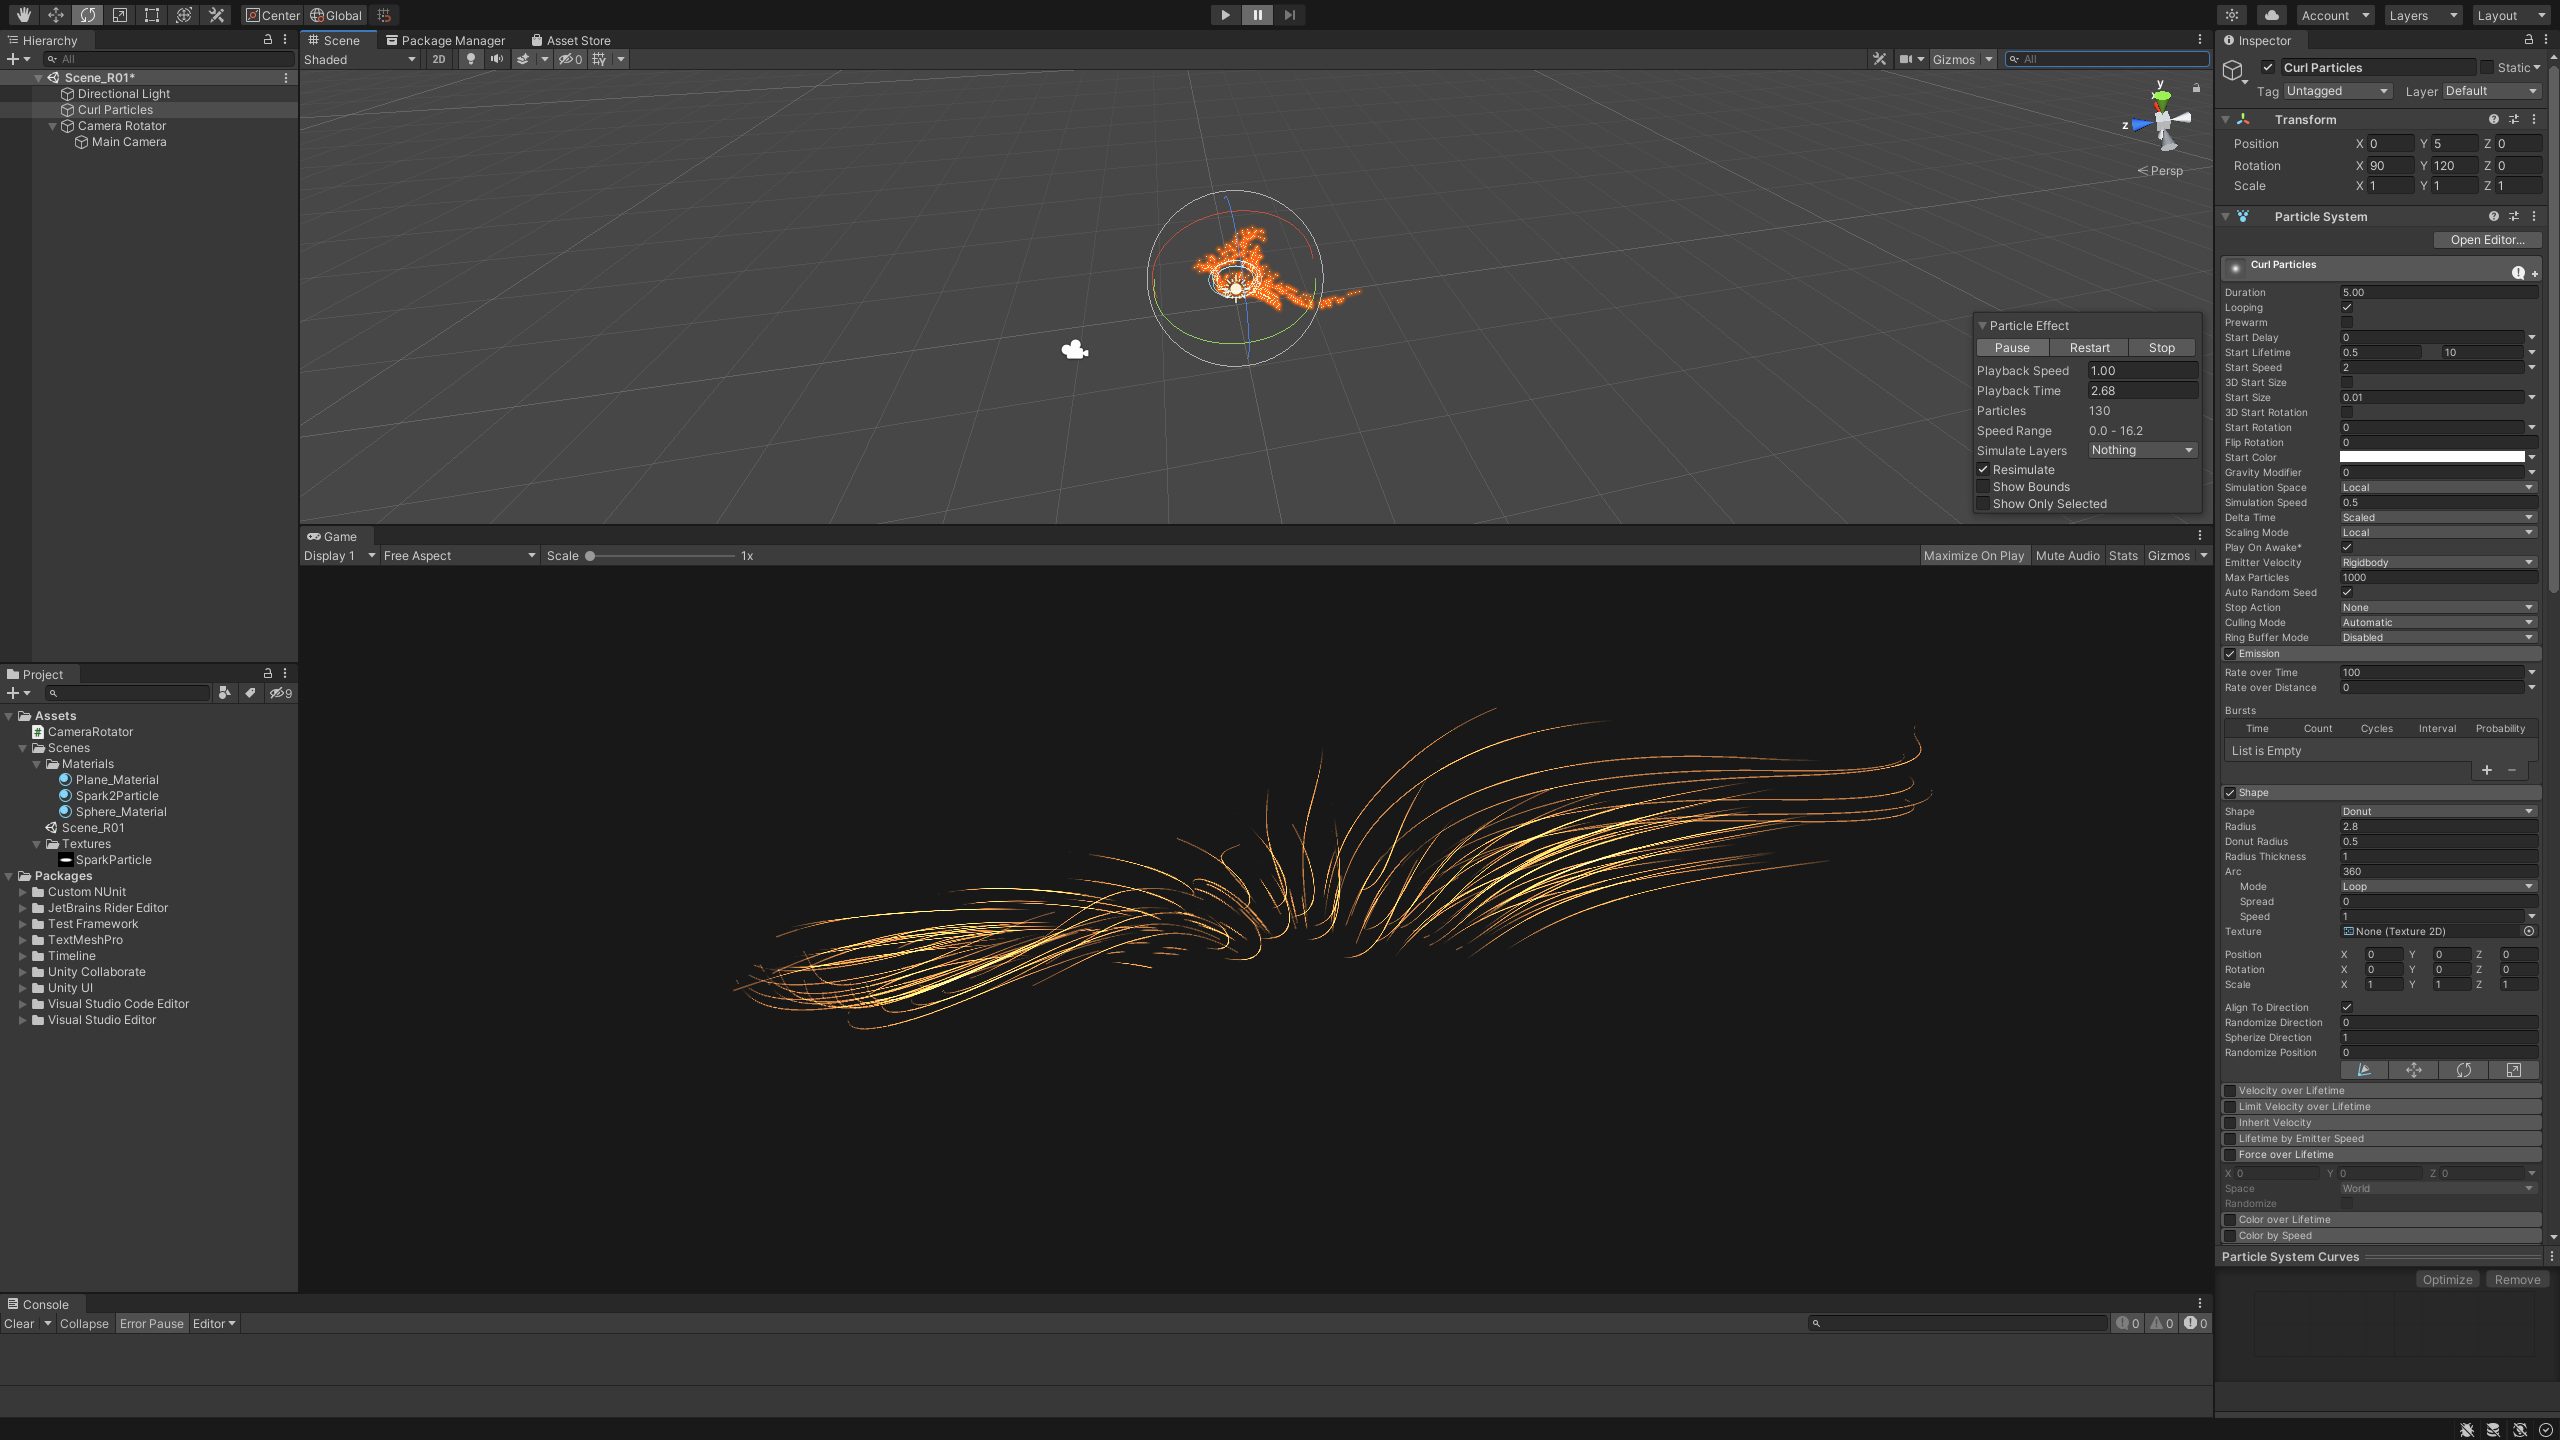 Center Global Account Layers Layout
Hierarchy
All
Scene_R01*
Directional Light
Curl Particles
Camera Rotator
Main Camera
Scene Package Manager Asset Store
Shaded 2D 0 Gizmos All
y
x
z
Persp
Particle Effect
Pause Restart Stop
Playback Speed 1.00
Playback Time 2.68
Particles 130
Speed Range 0.0 - 16.2
Simulate Layers Nothing
Resimulate
Show Bounds
Show Only Selected
Game
Display 1 Free Aspect Scale 1x Maximize On Play Mute Audio Stats Gizmos
Project
9
Assets
CameraRotator
Scenes
Materials
Plane_Material
Spark2Particle
Sphere_Material
Scene_R01
Textures
SparkParticle
Packages
Custom NUnit
JetBrains Rider Editor
Test Framework
TextMeshPro
Timeline
Unity Collaborate
Unity UI
Visual Studio Code Editor
Visual Studio Editor
Console
Clear Collapse Error Pause Editor 0 0 0
Inspector
Curl Particles Static
Tag Untagged Layer Default
Transform
Position X 0 Y 5 Z 0
Rotation X 90 Y 120 Z 0
Scale X 1 Y 1 Z 1
Particle System
Open Editor...
Curl Particles
Duration 5.00
Looping
Prewarm
Start Delay 0
Start Lifetime 0.5 10
Start Speed 2
3D Start Size
Start Size 0.01
3D Start Rotation
Start Rotation 0
Flip Rotation 0
Start Color
Gravity Modifier 0
Simulation Space Local
Simulation Speed 0.5
Delta Time Scaled
Scaling Mode Local
Play On Awake*
Emitter Velocity Rigidbody
Max Particles 1000
Auto Random Seed
Stop Action None
Culling Mode Automatic
Ring Buffer Mode Disabled
Emission
Rate over Time 100
Rate over Distance 0
Bursts
Time Count Cycles Interval Probability
List is Empty
+ −
Shape
Shape Donut
Radius 2.8
Donut Radius 0.5
Radius Thickness 1
Arc 360
Mode Loop
Spread 0
Speed 1
Texture None (Texture 2D)
Position X 0 Y 0 Z 0
Rotation X 0 Y 0 Z 0
Scale X 1 Y 1 Z 1
Align To Direction
Randomize Direction 0
Spherize Direction 1
Randomize Position 0
Velocity over Lifetime
Limit Velocity over Lifetime
Inherit Velocity
Lifetime by Emitter Speed
Force over Lifetime
X 0 Y 0 Z 0
Space World
Randomize
Color over Lifetime
Color by Speed
Particle System Curves
Optimize Remove